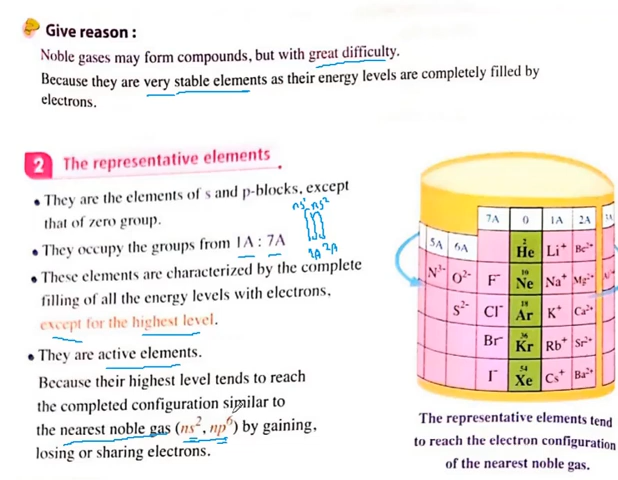 Give reason :
Noble gases may form compounds, but with great difficulty.
Because they are very stable elements as their energy levels are completely filled by
electrons.
2 The representative elements
• They are the elements of s and p-blocks, except
that of zero group.
ns¹ ns²
• They occupy the groups from 1A : 7A
1A 2A
• These elements are characterized by the complete
filling of all the energy levels with electrons,
except for the highest level.
• They are active elements.
Because their highest level tends to reach
the completed configuration similar to
the nearest noble gas (ns², np⁶) by gaining,
losing or sharing electrons.
7A 0 1A 2A 3A
5A 6A
2
He Li⁺ Be²⁺
N³⁻ O²⁻ F⁻ 10 Ne Na⁺ Mg²⁺ Al³⁺
S²⁻ Cl⁻ 18 Ar K⁺ Ca²⁺
Br⁻ 36 Kr Rb⁺ Sr²⁺
I⁻ 54 Xe Cs⁺ Ba²⁺
The representative elements tend
to reach the electron configuration
of the nearest noble gas.